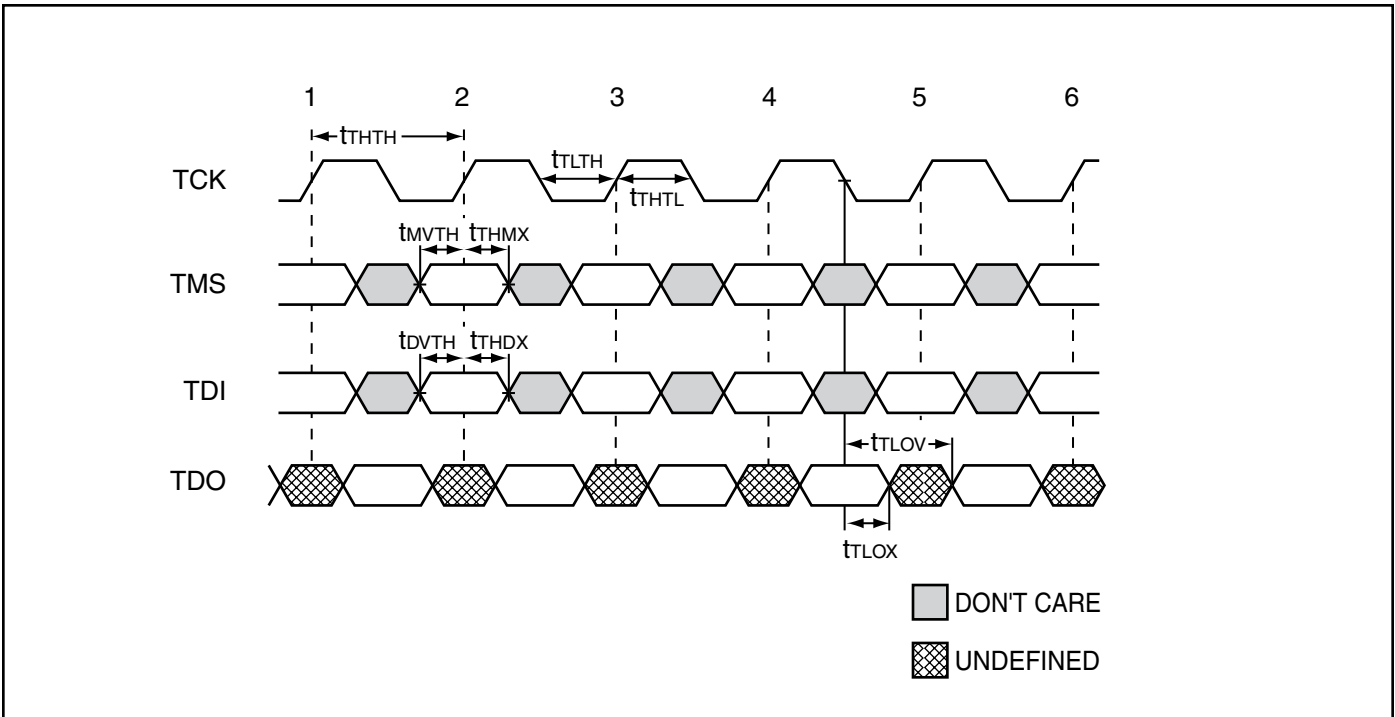 1 2 3 4 5 6
tTHTH
TCK
tTLTH
tTHTL
tMVTH tTHMX
TMS
tDVTH tTHDX
TDI
tTLOV
TDO
tTLOX
DON'T CARE
UNDEFINED